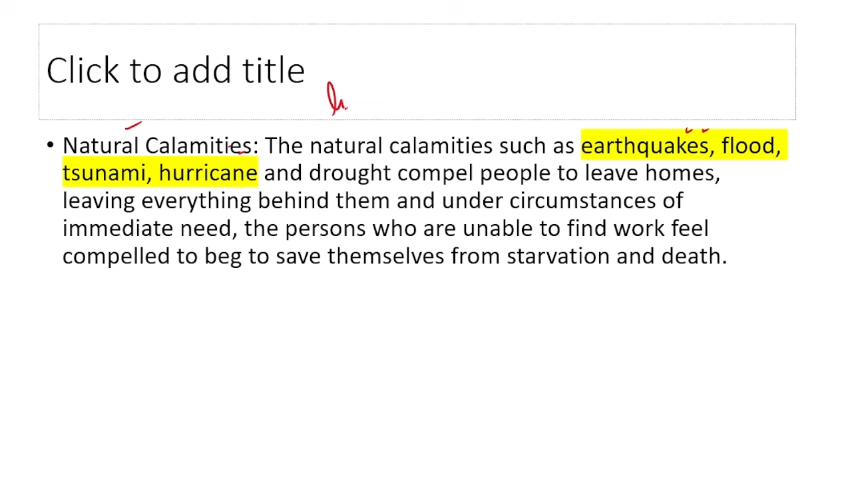 Click to add title
• Natural Calamities: The natural calamities such as earthquakes, flood,
tsunami, hurricane and drought compel people to leave homes,
leaving everything behind them and under circumstances of
immediate need, the persons who are unable to find work feel
compelled to beg to save themselves from starvation and death.